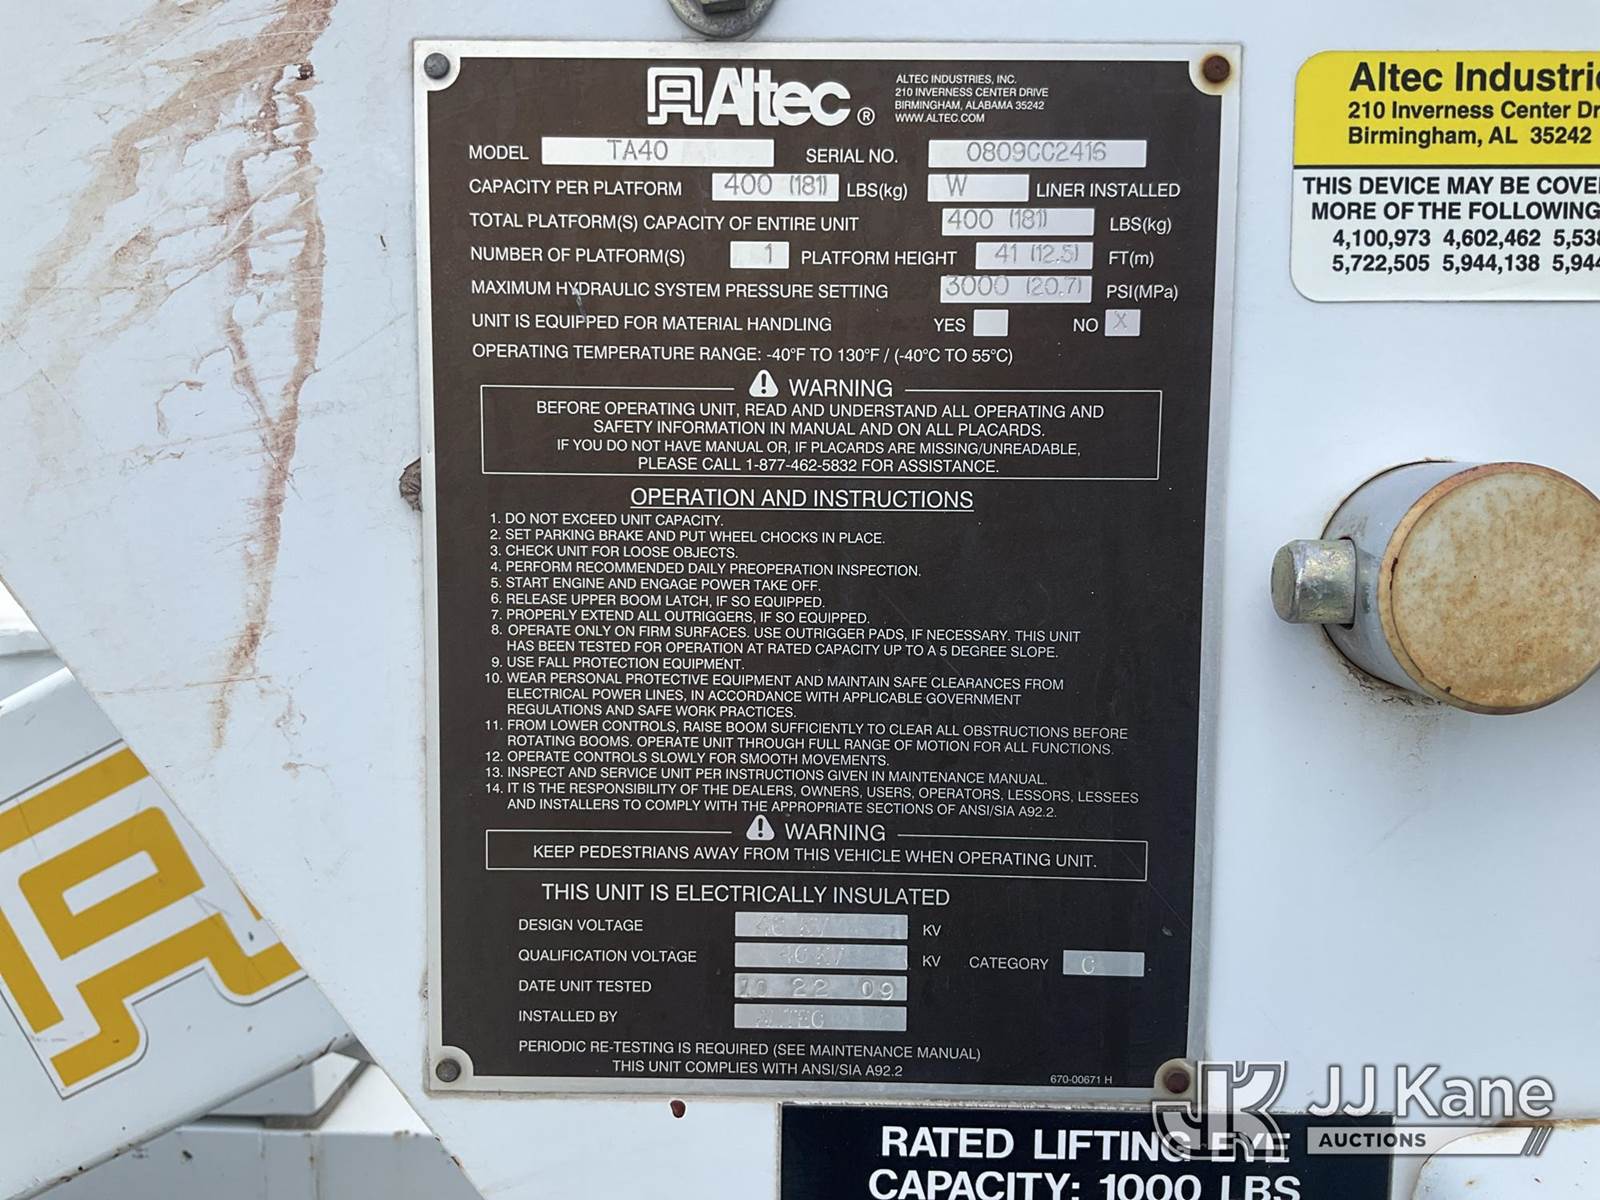 Altec ®
ALTEC INDUSTRIES, INC.
210 INVERNESS CENTER DRIVE
BIRMINGHAM, ALABAMA 35242
WWW.ALTEC.COM
MODEL TA40 SERIAL NO. 0809CC2416
CAPACITY PER PLATFORM 400 (181) LBS(kg) W LINER INSTALLED
TOTAL PLATFORM(S) CAPACITY OF ENTIRE UNIT 400 (181) LBS(kg)
NUMBER OF PLATFORM(S) 1 PLATFORM HEIGHT 41 (12.5) FT(m)
MAXIMUM HYDRAULIC SYSTEM PRESSURE SETTING 3000 (20.7) PSI(MPa)
UNIT IS EQUIPPED FOR MATERIAL HANDLING YES NO X
OPERATING TEMPERATURE RANGE: -40°F TO 130°F / (-40°C TO 55°C)
WARNING
BEFORE OPERATING UNIT, READ AND UNDERSTAND ALL OPERATING AND
SAFETY INFORMATION IN MANUAL AND ON ALL PLACARDS.
IF YOU DO NOT HAVE MANUAL OR, IF PLACARDS ARE MISSING/UNREADABLE,
PLEASE CALL 1-877-462-5832 FOR ASSISTANCE.
OPERATION AND INSTRUCTIONS
1. DO NOT EXCEED UNIT CAPACITY.
2. SET PARKING BRAKE AND PUT WHEEL CHOCKS IN PLACE.
3. CHECK UNIT FOR LOOSE OBJECTS.
4. PERFORM RECOMMENDED DAILY PREOPERATION INSPECTION.
5. START ENGINE AND ENGAGE POWER TAKE OFF.
6. RELEASE UPPER BOOM LATCH, IF SO EQUIPPED.
7. PROPERLY EXTEND ALL OUTRIGGERS, IF SO EQUIPPED.
8. OPERATE ONLY ON FIRM SURFACES. USE OUTRIGGER PADS, IF NECESSARY. THIS UNIT
HAS BEEN TESTED FOR OPERATION AT RATED CAPACITY UP TO A 5 DEGREE SLOPE.
9. USE FALL PROTECTION EQUIPMENT.
10. WEAR PERSONAL PROTECTIVE EQUIPMENT AND MAINTAIN SAFE CLEARANCES FROM
ELECTRICAL POWER LINES, IN ACCORDANCE WITH APPLICABLE GOVERNMENT
REGULATIONS AND SAFE WORK PRACTICES.
11. FROM LOWER CONTROLS, RAISE BOOM SUFFICIENTLY TO CLEAR ALL OBSTRUCTIONS BEFORE
ROTATING BOOMS. OPERATE UNIT THROUGH FULL RANGE OF MOTION FOR ALL FUNCTIONS.
12. OPERATE CONTROLS SLOWLY FOR SMOOTH MOVEMENTS.
13. INSPECT AND SERVICE UNIT PER INSTRUCTIONS GIVEN IN MAINTENANCE MANUAL.
14. IT IS THE RESPONSIBILITY OF THE DEALERS, OWNERS, USERS, OPERATORS, LESSORS, LESSEES
AND INSTALLERS TO COMPLY WITH THE APPROPRIATE SECTIONS OF ANSI/SIA A92.2.
WARNING
KEEP PEDESTRIANS AWAY FROM THIS VEHICLE WHEN OPERATING UNIT.
THIS UNIT IS ELECTRICALLY INSULATED
DESIGN VOLTAGE KV
QUALIFICATION VOLTAGE KV CATEGORY C
DATE UNIT TESTED 10 22 09
INSTALLED BY ALTEC
PERIODIC RE-TESTING IS REQUIRED (SEE MAINTENANCE MANUAL)
THIS UNIT COMPLIES WITH ANSI/SIA A92.2
670-00671 H
Altec Industri
210 Inverness Center Dr
Birmingham, AL 35242
THIS DEVICE MAY BE COVE
MORE OF THE FOLLOWING
4,100,973 4,602,462 5,538
5,722,505 5,944,138 5,944
RATED LIFTING EYE
CAPACITY: 1000 LBS
JK JJ Kane
AUCTIONS